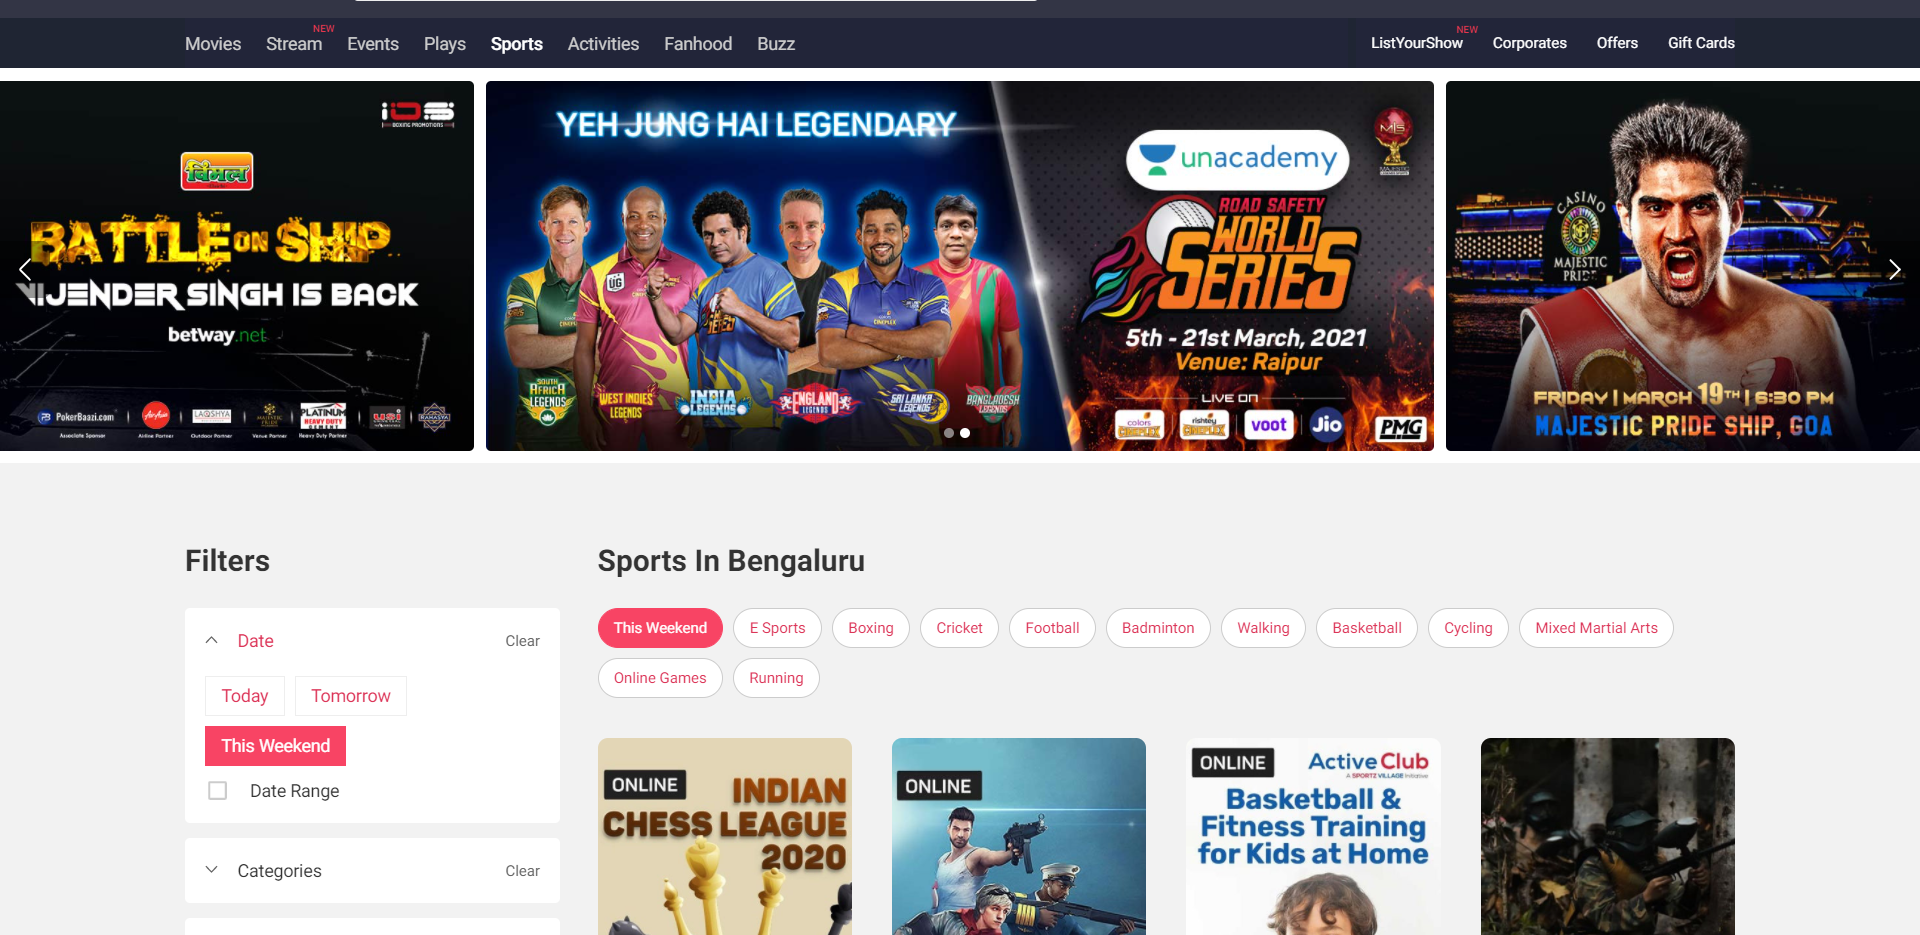 Movies Stream NEW Events Plays Sports Activities Fanhood Buzz
ListYourShow NEW Corporates Offers Gift Cards
iOS
BOXING PROMOTIONS
विमल
BATTLE ON SHIP
VIJENDER SINGH IS BACK
betway.net
PokerBaazi.com
Associate Sponsor
AirAsia
Airline Partner
LAQSHYA
Outdoor Partner
MAJESTIC PRIDE
Venue Partner
PLATINUM
HEAVY DUTY
CEMENT
Heavy Duty Partner
YEH JUNG HAI LEGENDARY
SOUTH AFRICA LEGENDS
WEST INDIES LEGENDS
INDIA LEGENDS
ENGLAND LEGENDS
SRI LANKA LEGENDS
BANGLADESH LEGENDS
unacademy
ROAD SAFETY
WORLD
SERIES
5th - 21st March, 2021
Venue: Raipur
LIVE ON
colors CINEPLEX
rishtey CINEPLEX
voot
Jio
PMG
CASINO
MAJESTIC
PRIDE
FRIDAY | MARCH 19TH | 6:30 PM
MAJESTIC PRIDE SHIP, GOA
Filters
Date
Clear
Today
Tomorrow
This Weekend
Date Range
Categories
Clear
Sports In Bengaluru
This Weekend
E Sports
Boxing
Cricket
Football
Badminton
Walking
Basketball
Cycling
Mixed Martial Arts
Online Games
Running
ONLINE
INDIAN
CHESS LEAGUE
2020
ONLINE
ONLINE
Active Club
A SPORTZ VILLAGE Initiative
Basketball &
Fitness Training
for Kids at Home